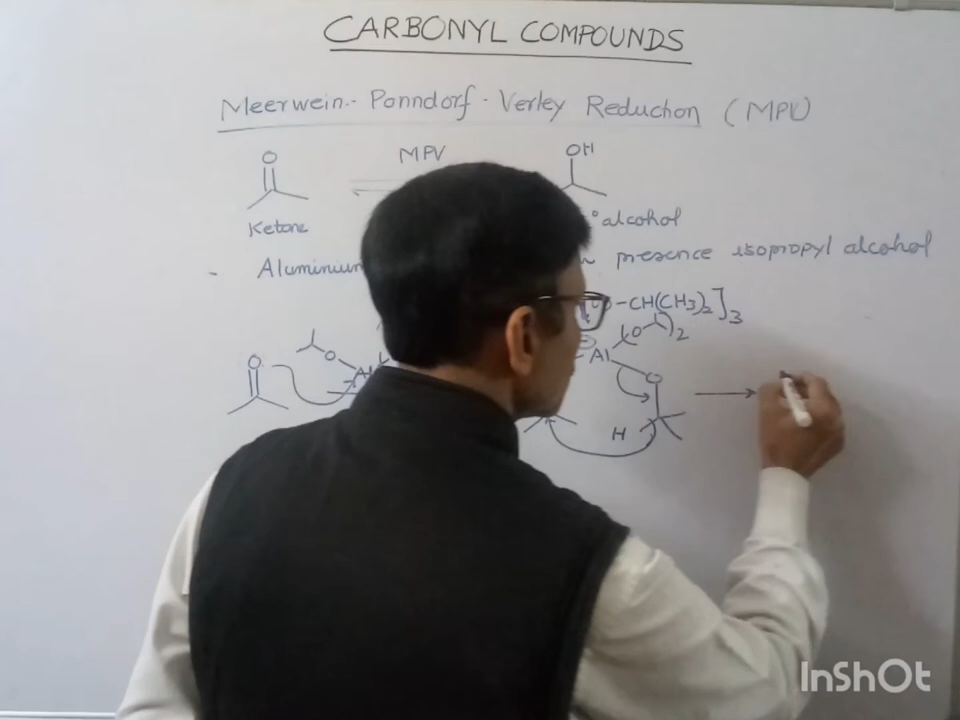 CARBONYL COMPOUNDS
Meerwein-- Ponndorf - Verley Reduction (MPV)
O
MPV
OH
Ketone
° alcohol
- Aluminium presence isopropyl alcohol
O-CH(CH3)2]3
O
O
Al
Al
O
)2
O
H
InShOt